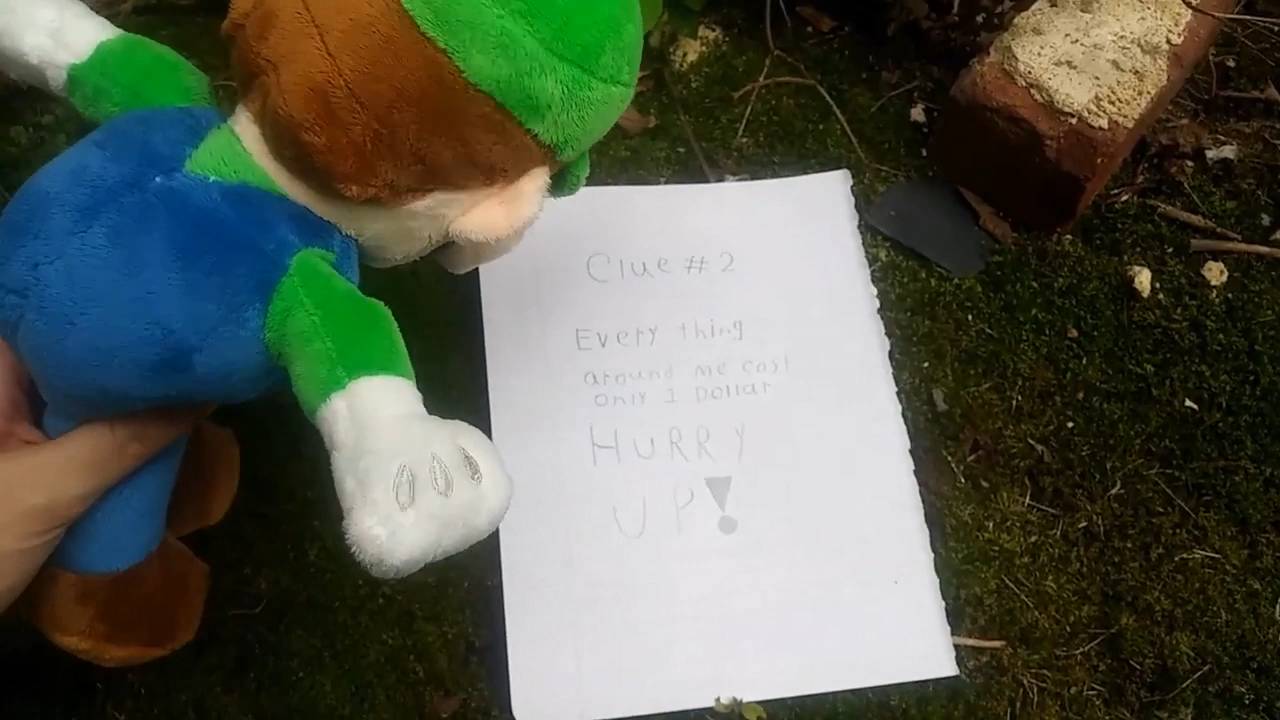 Clue # 2
Every thing
around me cost
only 1 Dollar
HURRY
UP!